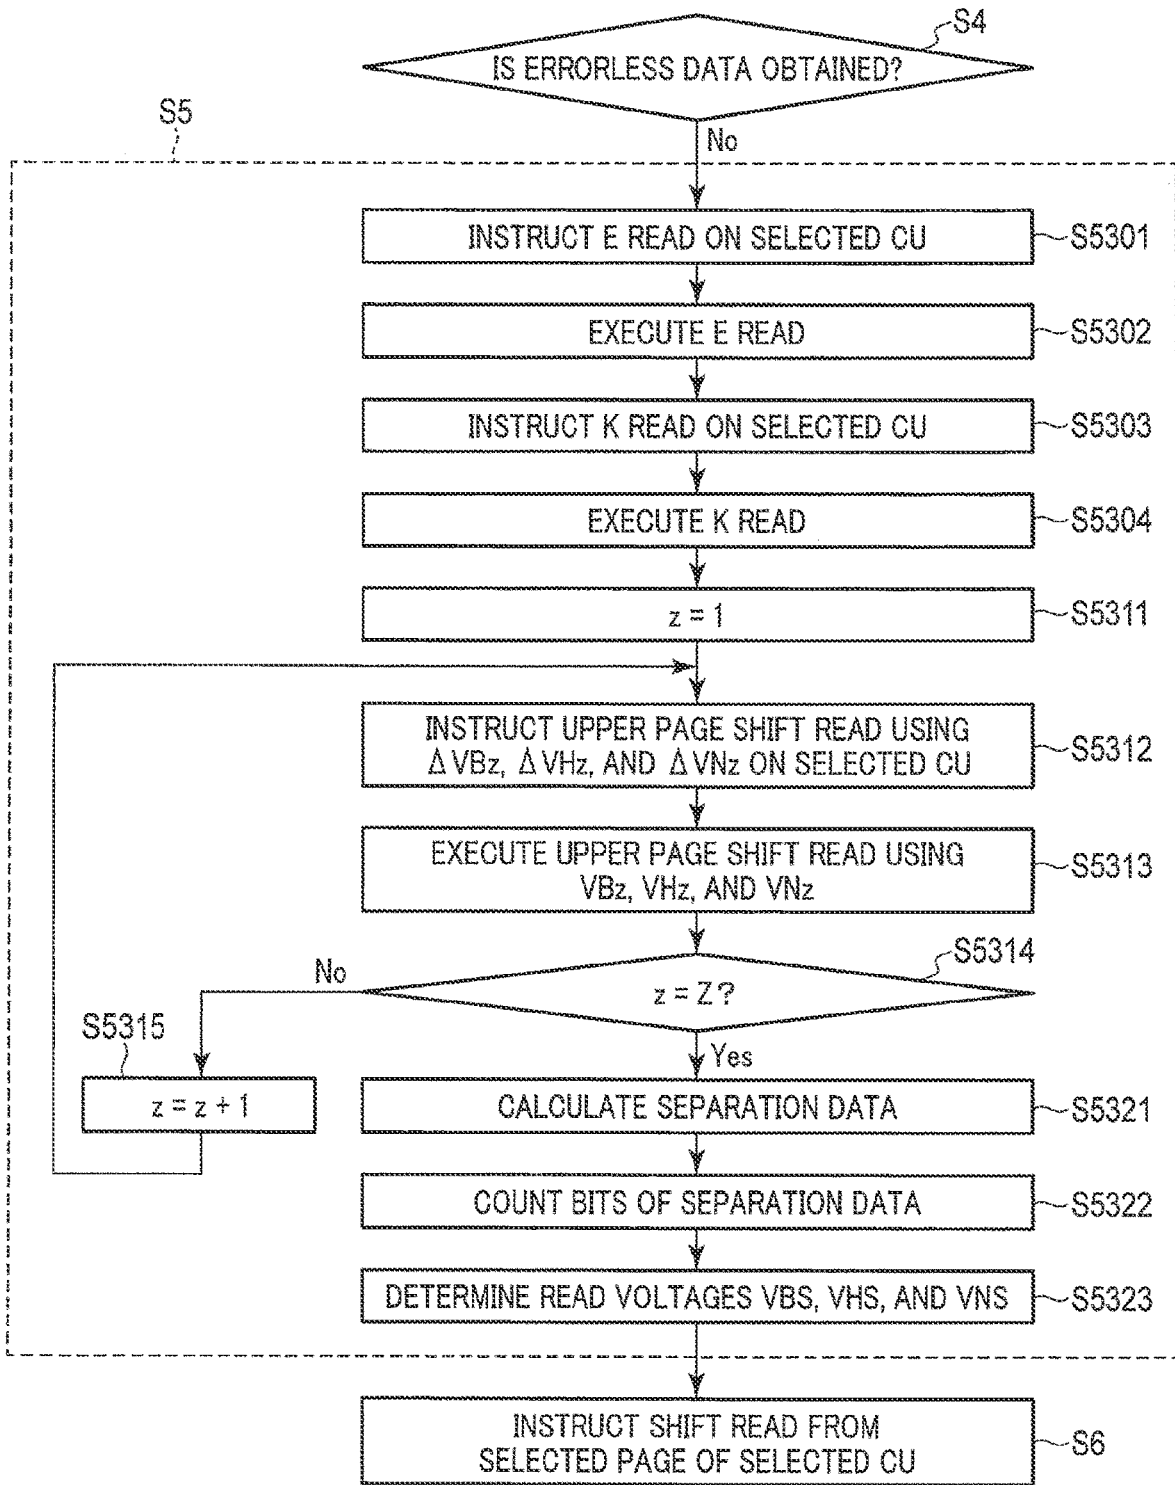 S4
IS ERRORLESS DATA OBTAINED?
No
S5
INSTRUCT E READ ON SELECTED CU
S5301
EXECUTE E READ
S5302
INSTRUCT K READ ON SELECTED CU
S5303
EXECUTE K READ
S5304
z = 1
S5311
INSTRUCT UPPER PAGE SHIFT READ USING
ΔVBz, ΔVHz, AND ΔVNz ON SELECTED CU
S5312
EXECUTE UPPER PAGE SHIFT READ USING
VBz, VHz, AND VNz
S5313
S5314
z = Z?
No
Yes
S5315
z = z + 1
CALCULATE SEPARATION DATA
S5321
COUNT BITS OF SEPARATION DATA
S5322
DETERMINE READ VOLTAGES VBS, VHS, AND VNS
S5323
INSTRUCT SHIFT READ FROM
SELECTED PAGE OF SELECTED CU
S6